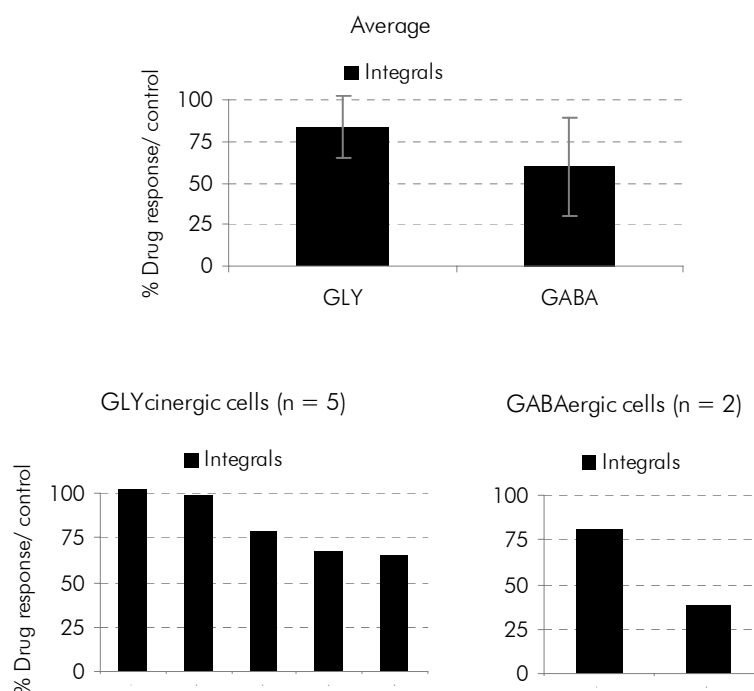 Average
Integrals
% Drug response/ control
100
75
50
25
0
GLY GABA
GLYcinergic cells (n = 5)
Integrals
% Drug response/ control
100
75
50
25
0
GABAergic cells (n = 2)
Integrals
100
75
50
25
0